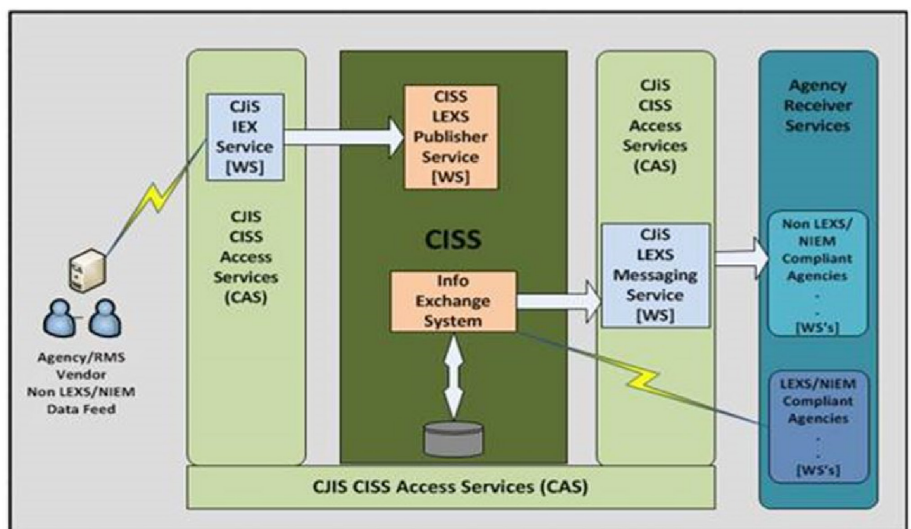 CJiS
IEX
Service
[WS]
CJIS
CISS
Access
Services
(CAS)
Agency/RMS
Vendor
Non LEXS/NIEM
Data Feed
CISS
LEXS
Publisher
Service
[WS]
CISS
Info
Exchange
System
CJiS
CISS
Access
Services
(CAS)
CJiS
LEXS
Messaging
Service
[WS]
Agency
Receiver
Services
Non LEXS/
NIEM
Compliant
Agencies
.
.
[WS's]
LEXS/NIEM
Compliant
Agencies
.
.
[WS's]
CJIS CISS Access Services (CAS)